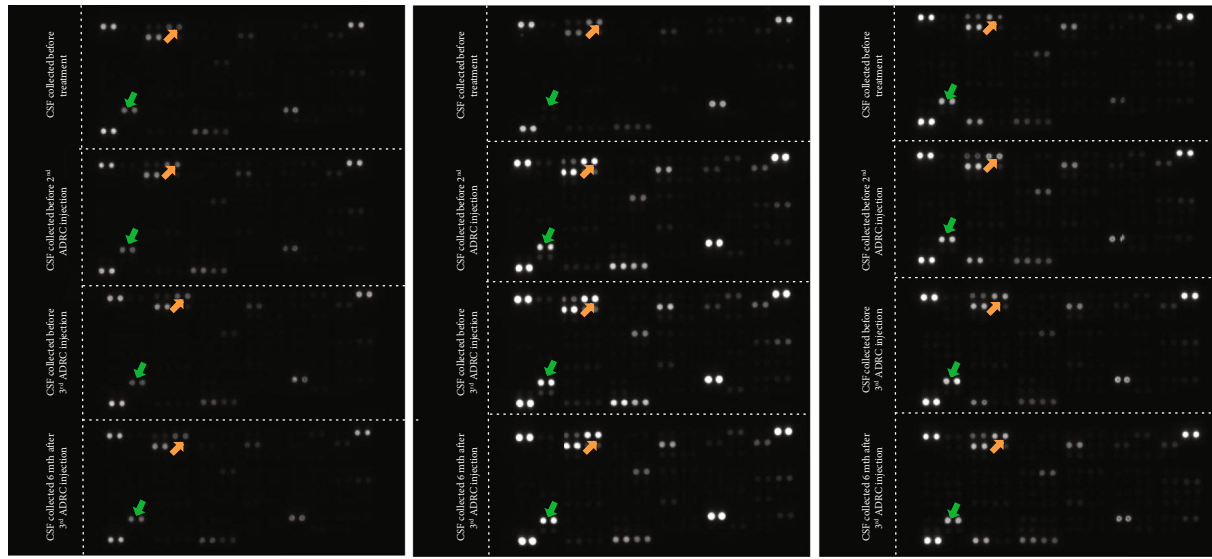 CSF collected before
treatment
CSF collected before 2nd
ADRC injection
CSF collected before
3rd ADRC injection
CSF collected 6 mth after
3rd ADRC injection
CSF collected before
treatment
CSF collected before 2nd
ADRC injection
CSF collected before
3rd ADRC injection
CSF collected 6 mth after
3rd ADRC injection
CSF collected before
treatment
CSF collected before 2nd
ADRC injection
CSF collected before
3rd ADRC injection
CSF collected 6 mth after
3rd ADRC injection